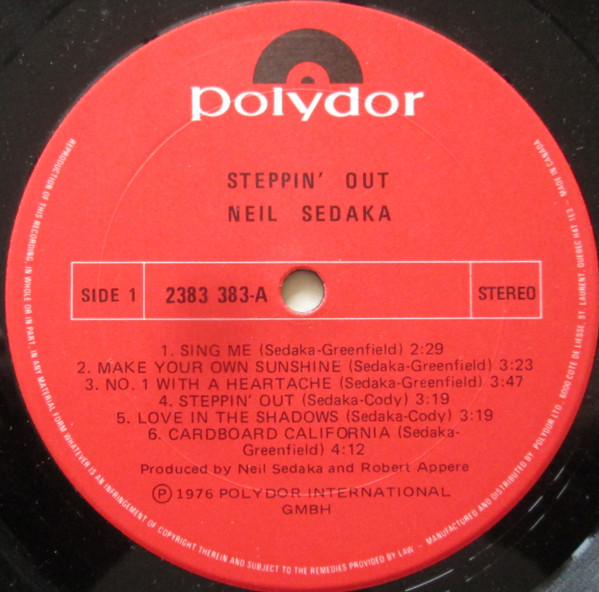 polydor
STEPPIN' OUT
NEIL SEDAKA
SIDE 1
2383 383-A
STEREO
1. SING ME (Sedaka-Greenfield) 2:29
2. MAKE YOUR OWN SUNSHINE (Sedaka-Greenfield) 3:23
3. NO. 1 WITH A HEARTACHE (Sedaka-Greenfield) 3:47
4. STEPPIN' OUT (Sedaka-Cody) 3:19
5. LOVE IN THE SHADOWS (Sedaka-Cody) 3:19
6. CARDBOARD CALIFORNIA (Sedaka-
Greenfield) 4:12
Produced by Neil Sedaka and Robert Appere
Ⓟ 1976 POLYDOR INTERNATIONAL
GMBH
REPRODUCTION OF THIS RECORDING, IN WHOLE OR IN PART, IN ANY MATERIAL FORM WHATEVER IS AN INFRINGEMENT OF COPYRIGHT THEREIN AND SUBJECT TO THE REMEDIES PROVIDED BY LAW – MANUFACTURED AND DISTRIBUTED BY POLYDOR LTD., 6000 COTE DE LIESSE, ST. LAURENT, QUEBEC H4T 1E3 – MADE IN CANADA